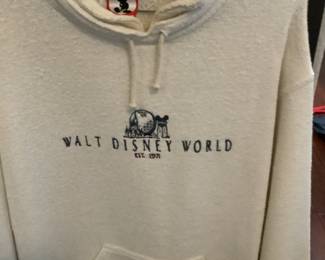 WALT DISNEY WORLD
EST. 1971